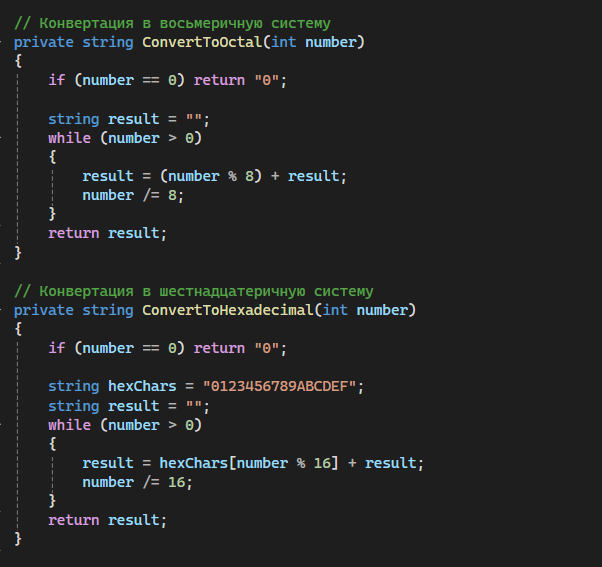 // Конвертация в восьмеричную систему
private string ConvertToOctal(int number)
{
    if (number == 0) return "0";
    string result = "";
    while (number > 0)
    {
        result = (number % 8) + result;
        number /= 8;
    }
    return result;
}
// Конвертация в шестнадцатеричную систему
private string ConvertToHexadecimal(int number)
{
    if (number == 0) return "0";
    string hexChars = "0123456789ABCDEF";
    string result = "";
    while (number > 0)
    {
        result = hexChars[number % 16] + result;
        number /= 16;
    }
    return result;
}